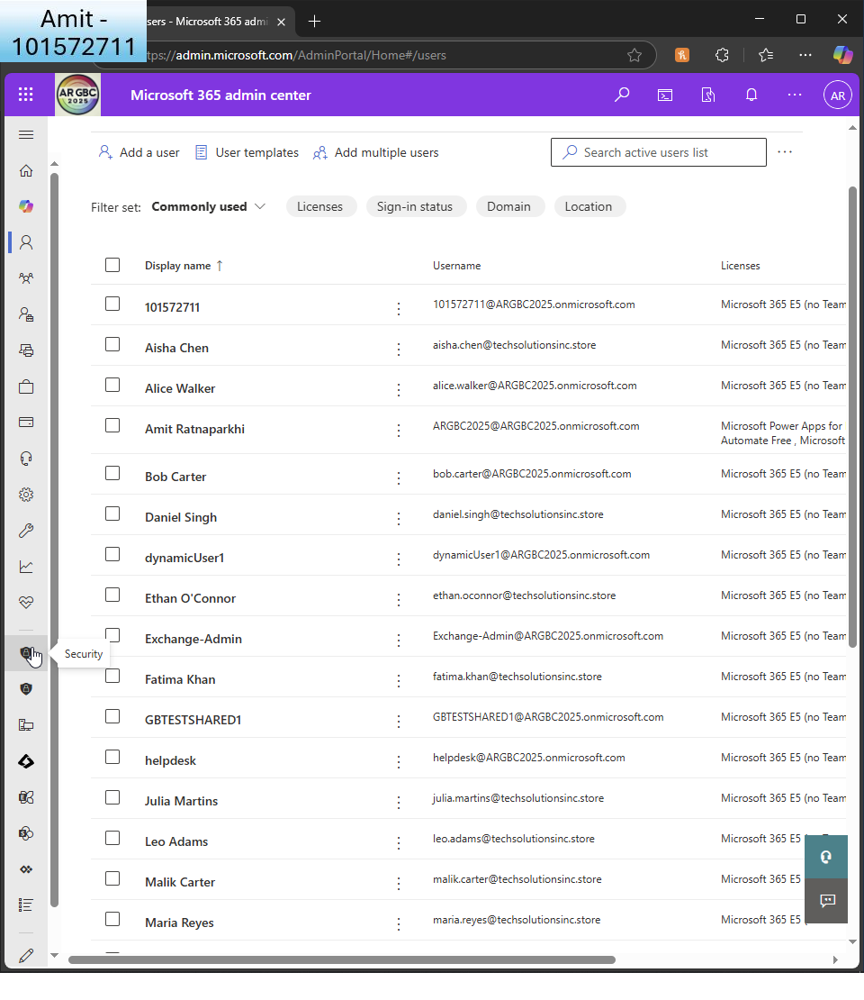 Amit -
101572711
sers - Microsoft 365 admi
tps://admin.microsoft.com/AdminPortal/Home#/users
AR GBC
2025
Microsoft 365 admin center
AR
Add a user
User templates
Add multiple users
Search active users list
Filter set:
Commonly used
Licenses
Sign-in status
Domain
Location
Display name ↑ Username Licenses
101572711 101572711@ARGBC2025.onmicrosoft.com Microsoft 365 E5 (no Team
Aisha Chen aisha.chen@techsolutionsinc.store Microsoft 365 E5 (no Team
Alice Walker alice.walker@ARGBC2025.onmicrosoft.com Microsoft 365 E5 (no Team
Amit Ratnaparkhi ARGBC2025@ARGBC2025.onmicrosoft.com Microsoft Power Apps for
Automate Free , Microsoft
Bob Carter bob.carter@ARGBC2025.onmicrosoft.com Microsoft 365 E5 (no Team
Daniel Singh daniel.singh@techsolutionsinc.store Microsoft 365 E5 (no Team
dynamicUser1 dynamicUser1@ARGBC2025.onmicrosoft.com Microsoft 365 E5 (no Team
Ethan O'Connor ethan.oconnor@techsolutionsinc.store Microsoft 365 E5 (no Team
Exchange-Admin Exchange-Admin@ARGBC2025.onmicrosoft.com Microsoft 365 E5 (no Team
Security
Fatima Khan fatima.khan@techsolutionsinc.store Microsoft 365 E5 (no Team
GBTESTSHARED1 GBTESTSHARED1@ARGBC2025.onmicrosoft.com Microsoft 365 E5 (no Team
helpdesk helpdesk@ARGBC2025.onmicrosoft.com Microsoft 365 E5 (no Team
Julia Martins julia.martins@techsolutionsinc.store Microsoft 365 E5 (no Team
Leo Adams leo.adams@techsolutionsinc.store Microsoft 365 E5
Malik Carter malik.carter@techsolutionsinc.store Microsoft 365 E5
Maria Reyes maria.reyes@techsolutionsinc.store Microsoft 365 E5